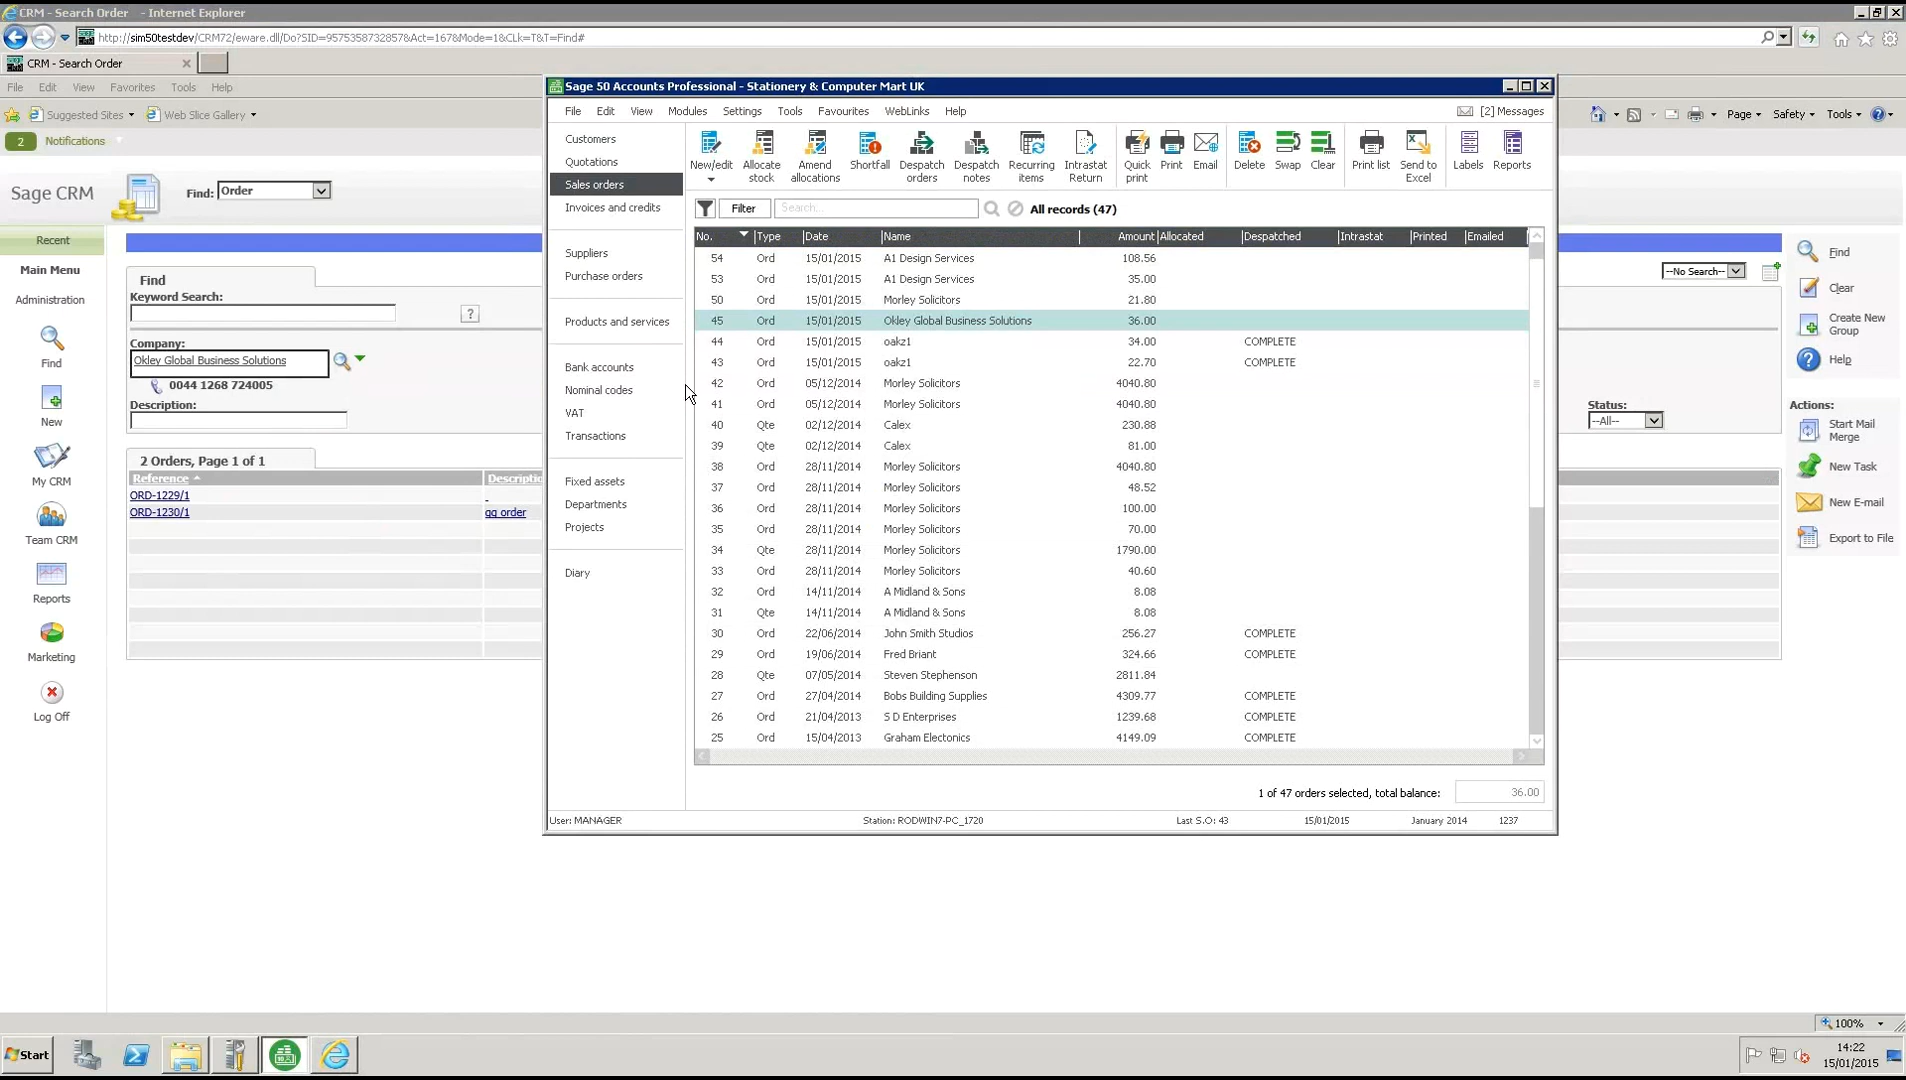 CRM - Search Order - Internet Explorer
http://sim50testdev/CRM72/eware.dll/Do?SID=95753587328578&Act=167&Mode=1&CLk=T&T=Find#
CRM - Search Order
File Edit View Favorites Tools Help
Suggested Sites Web Slice Gallery
Page Safety Tools
2 Notifications
Sage CRM
Find: Order
Recent
Main Menu
Administration
Find
New
My CRM
Team CRM
Reports
Marketing
Log Off
Find
Keyword Search:
?
Company:
Okley Global Business Solutions
0044 1268 724005
Description:
2 Orders, Page 1 of 1
Reference Descriptio
ORD-1229/1 -
ORD-1230/1 qq order
Sage 50 Accounts Professional - Stationery & Computer Mart UK
File Edit View Modules Settings Tools Favourites WebLinks Help
[2] Messages
Customers
Quotations
Sales orders
Invoices and credits
Suppliers
Purchase orders
Products and services
Bank accounts
Nominal codes
VAT
Transactions
Fixed assets
Departments
Projects
Diary
New/edit Allocate stock Amend allocations Shortfall Despatch orders Despatch notes Recurring items Intrastat Return Quick print Print Email Delete Swap Clear Print list Send to Excel Labels Reports
Filter Search... All records (47)
No. Type Date Name Amount Allocated Despatched Intrastat Printed Emailed
54 Ord 15/01/2015 A1 Design Services 108.56
53 Ord 15/01/2015 A1 Design Services 35.00
50 Ord 15/01/2015 Morley Solicitors 21.80
45 Ord 15/01/2015 Okley Global Business Solutions 36.00
44 Ord 15/01/2015 oakz1 34.00 COMPLETE
43 Ord 15/01/2015 oakz1 22.70 COMPLETE
42 Ord 05/12/2014 Morley Solicitors 4040.80
41 Ord 05/12/2014 Morley Solicitors 4040.80
40 Qte 02/12/2014 Calex 230.88
39 Qte 02/12/2014 Calex 81.00
38 Ord 28/11/2014 Morley Solicitors 4040.80
37 Ord 28/11/2014 Morley Solicitors 48.52
36 Ord 28/11/2014 Morley Solicitors 100.00
35 Ord 28/11/2014 Morley Solicitors 70.00
34 Qte 28/11/2014 Morley Solicitors 1790.00
33 Ord 28/11/2014 Morley Solicitors 40.60
32 Ord 14/11/2014 A Midland & Sons 8.08
31 Qte 14/11/2014 A Midland & Sons 8.08
30 Ord 22/06/2014 John Smith Studios 256.27 COMPLETE
29 Ord 19/06/2014 Fred Briant 324.66 COMPLETE
28 Qte 07/05/2014 Steven Stephenson 2811.84
27 Ord 27/04/2014 Bobs Building Supplies 4309.77 COMPLETE
26 Ord 21/04/2013 S D Enterprises 1239.68 COMPLETE
25 Ord 15/04/2013 Graham Electonics 4149.09 COMPLETE
1 of 47 orders selected, total balance: 36.00
User: MANAGER Station: RODWIN7-PC_1720 Last S.O: 43 15/01/2015 January 2014 1237
--No Search--
Status:
--All--
Find
Clear
Create New Group
Help
Actions:
Start Mail Merge
New Task
New E-mail
Export to File
100%
Start
14:22
15/01/2015